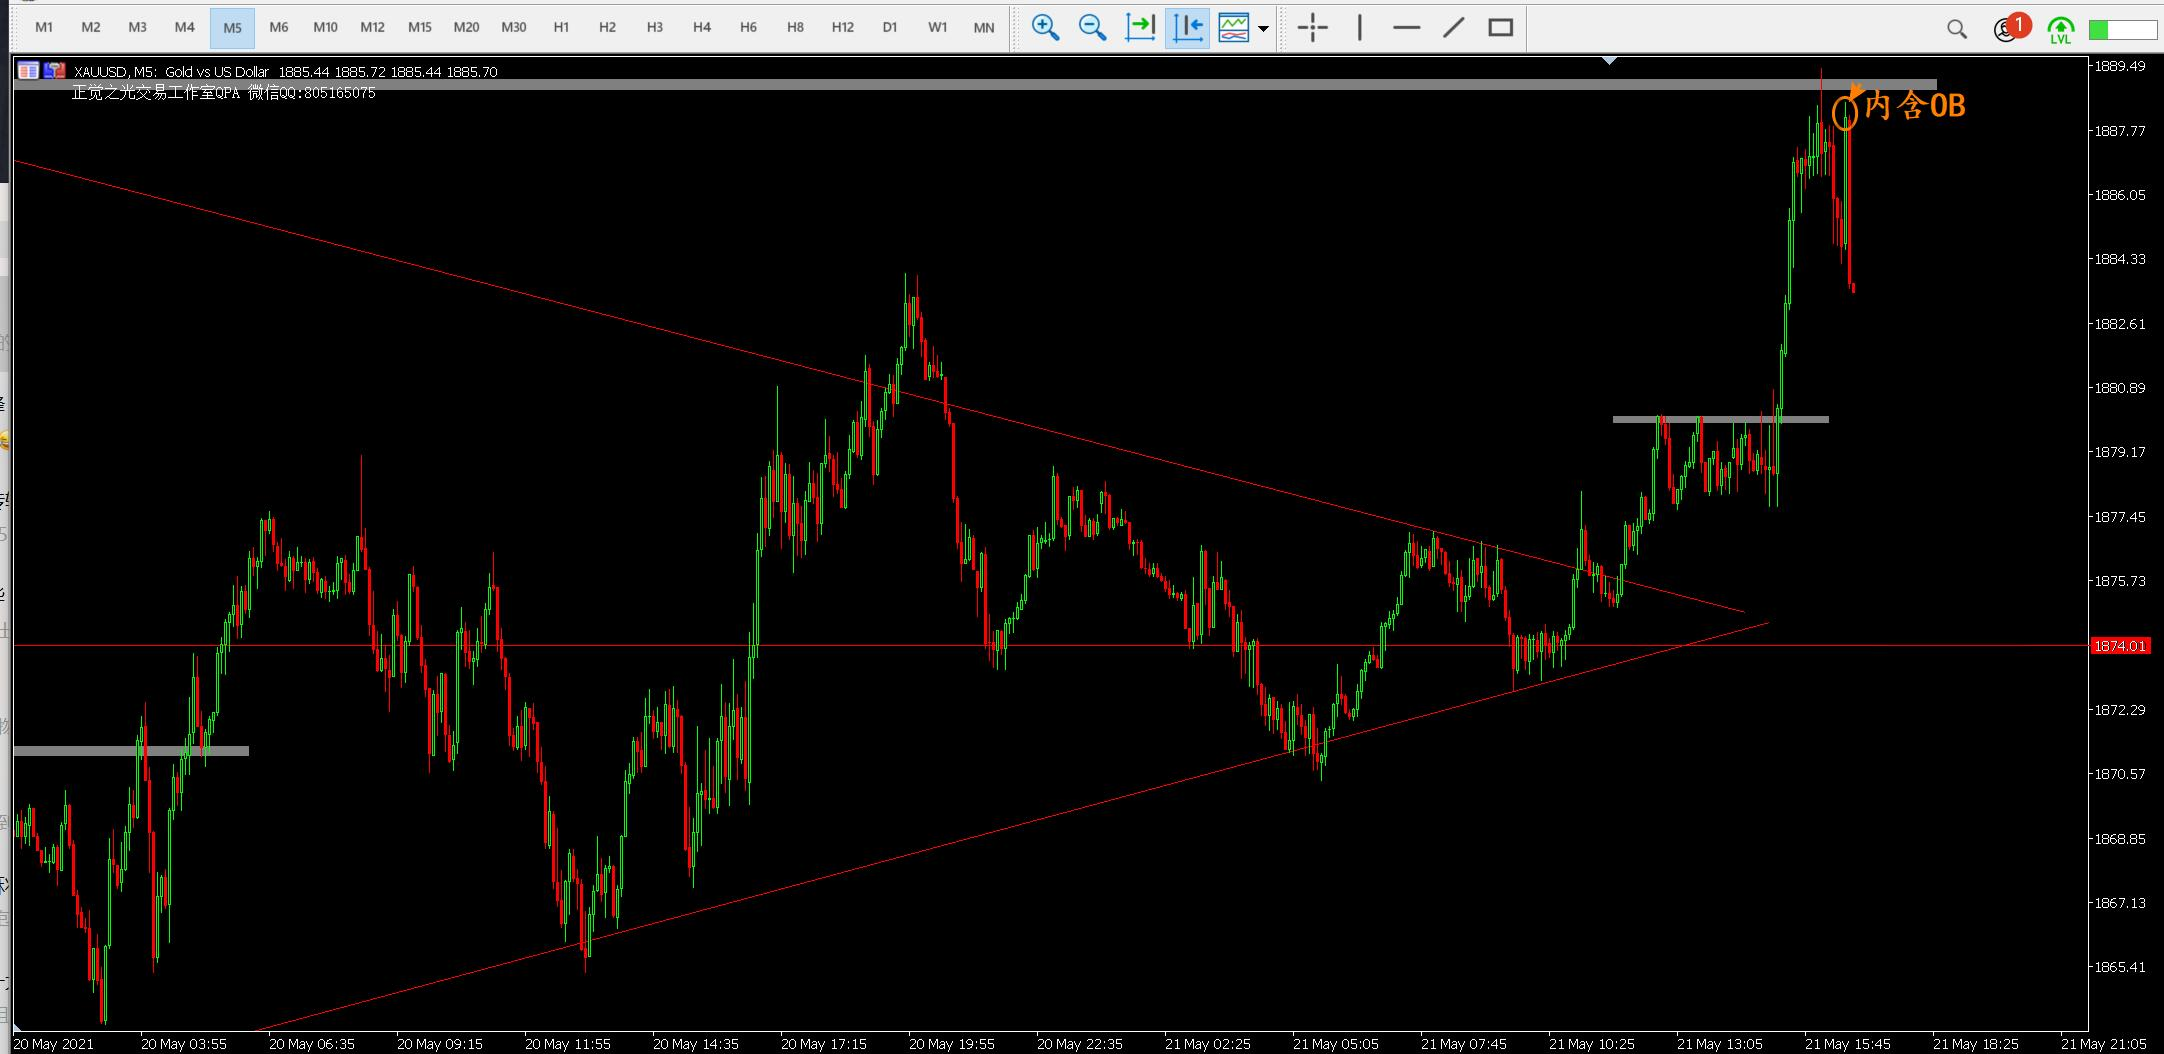 M1 M2 M3 M4 M5 M6 M10 M12 M15 M20 M30 H1 H2 H3 H4 H6 H8 H12 D1 W1 MN
1
LVL
XAUUSD, M5: Gold vs US Dollar 1885.44 1885.72 1885.44 1885.70
正觉之光交易工作室QPA 微信QQ:805165075
内含OB
1889.49
1887.77
1886.05
1884.33
1882.61
1880.89
1879.17
1877.45
1875.73
1874.01
1872.29
1870.57
1868.85
1867.13
1865.41
20 May 2021 20 May 03:55 20 May 06:35 20 May 09:15 20 May 11:55 20 May 14:35 20 May 17:15 20 May 19:55 20 May 22:35 21 May 02:25 21 May 05:05 21 May 07:45 21 May 10:25 21 May 13:05 21 May 15:45 21 May 18:25 21 May 21:05